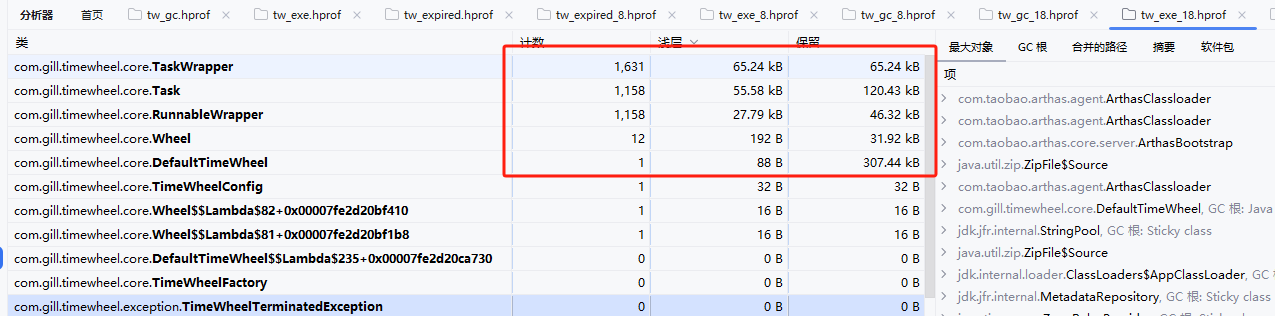 分析器 首页 tw_gc.hprof tw_exe.hprof tw_expired.hprof tw_expired_8.hprof tw_exe_8.hprof tw_gc_8.hprof tw_gc_18.hprof tw_exe_18.hprof
类 计数 浅层 保留
com.gill.timewheel.core.TaskWrapper 1,631 65.24 kB 65.24 kB
com.gill.timewheel.core.Task 1,158 55.58 kB 120.43 kB
com.gill.timewheel.core.RunnableWrapper 1,158 27.79 kB 46.32 kB
com.gill.timewheel.core.Wheel 12 192 B 31.92 kB
com.gill.timewheel.core.DefaultTimeWheel 1 88 B 307.44 kB
com.gill.timewheel.core.TimeWheelConfig 1 32 B 32 B
com.gill.timewheel.core.Wheel$$Lambda$82+0x00007fe2d20bf410 1 16 B 16 B
com.gill.timewheel.core.Wheel$$Lambda$81+0x00007fe2d20bf1b8 1 16 B 16 B
com.gill.timewheel.core.DefaultTimeWheel$$Lambda$235+0x00007fe2d20ca730 0 0 B 0 B
com.gill.timewheel.core.TimeWheelFactory 0 0 B 0 B
com.gill.timewheel.exception.TimeWheelTerminatedException 0 0 B 0 B
最大对象 GC 根 合并的路径 摘要 软件包
项
com.taobao.arthas.agent.ArthasClassloader
com.taobao.arthas.agent.ArthasClassloader
com.taobao.arthas.core.server.ArthasBootstrap
java.util.zip.ZipFile$Source
com.taobao.arthas.agent.ArthasClassloader
com.gill.timewheel.core.DefaultTimeWheel, GC 根: Java
jdk.jfr.internal.StringPool, GC 根: Sticky class
java.util.zip.ZipFile$Source
jdk.internal.loader.ClassLoaders$AppClassLoader, GC 根
jdk.jfr.internal.MetadataRepository, GC 根: Sticky class